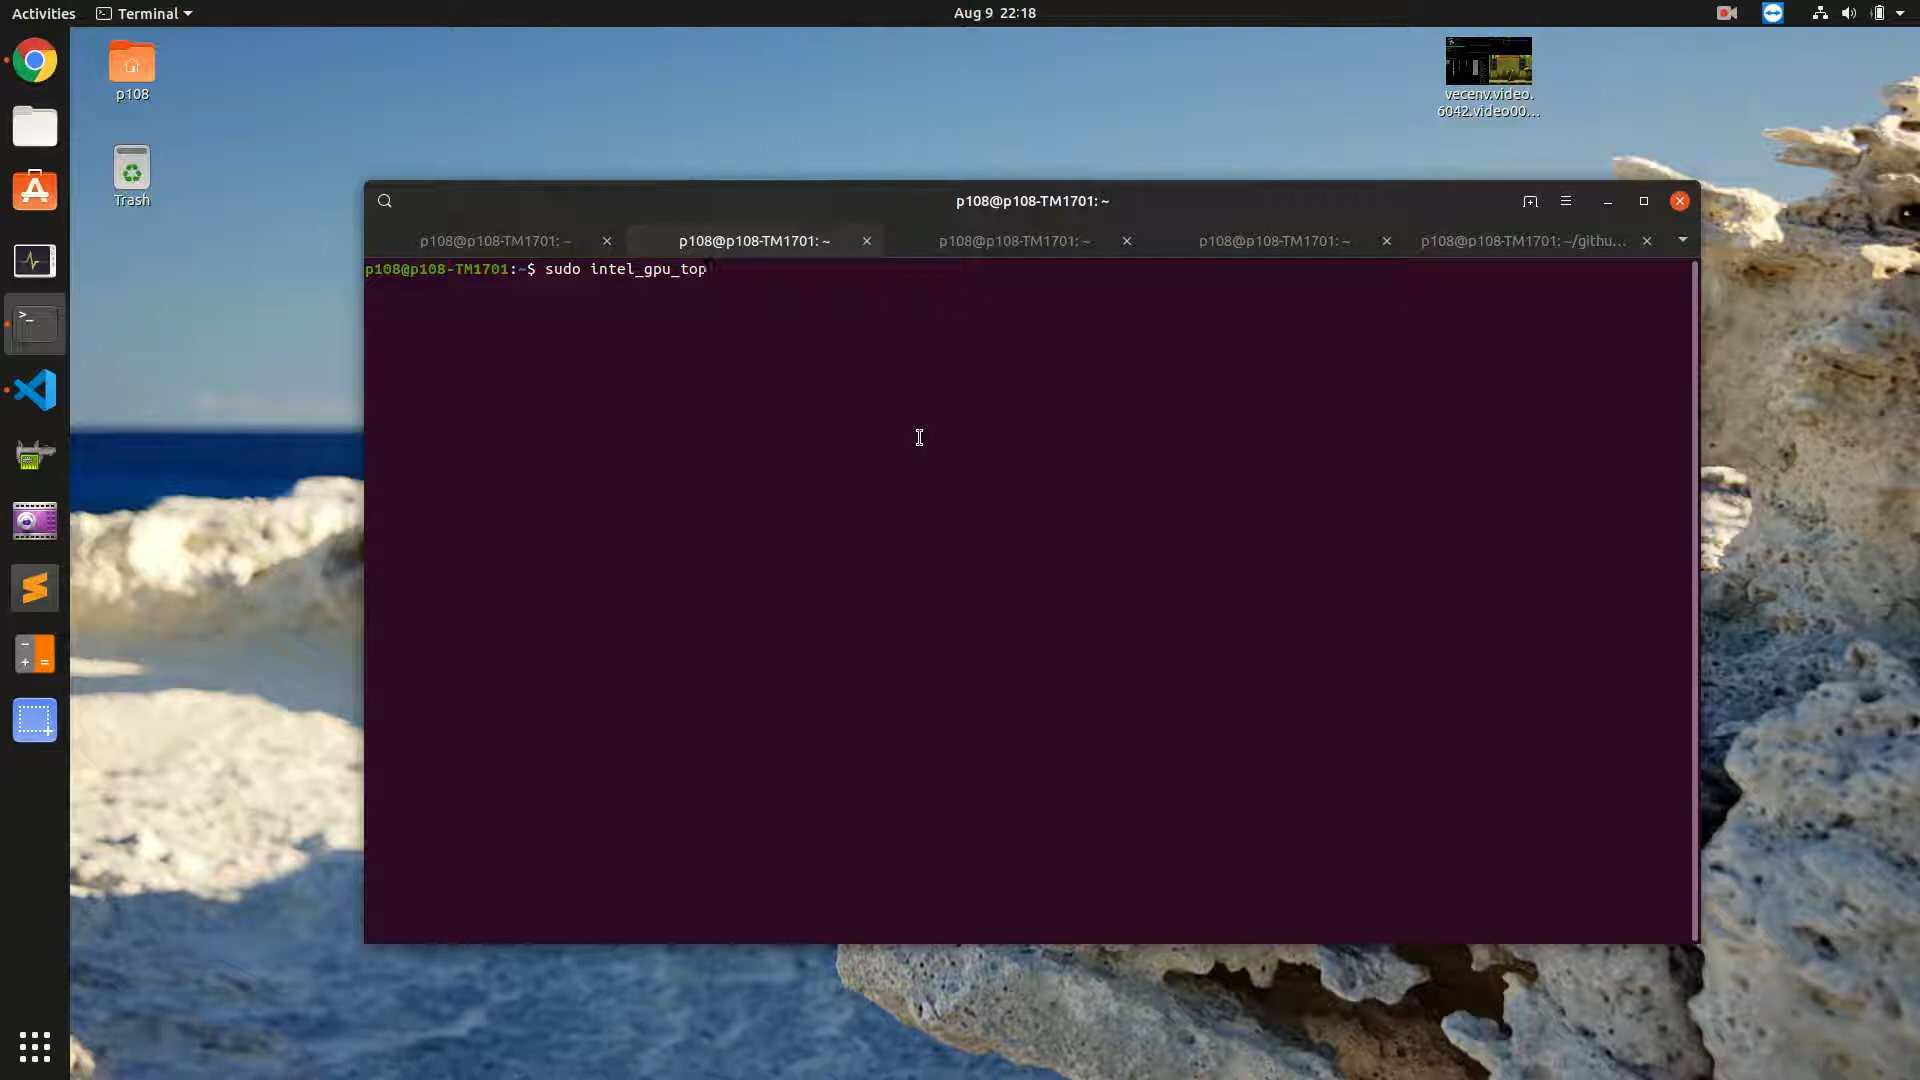 Activities
Terminal
Aug 9 22:18
p108
Trash
vecenv.video.
6042.video00...
p108@p108-TM1701: ~
p108@p108-TM1701: ~
p108@p108-TM1701: ~
p108@p108-TM1701: ~
p108@p108-TM1701: ~
p108@p108-TM1701: ~/githu...
p108@p108-TM1701:~$ sudo intel_gpu_top